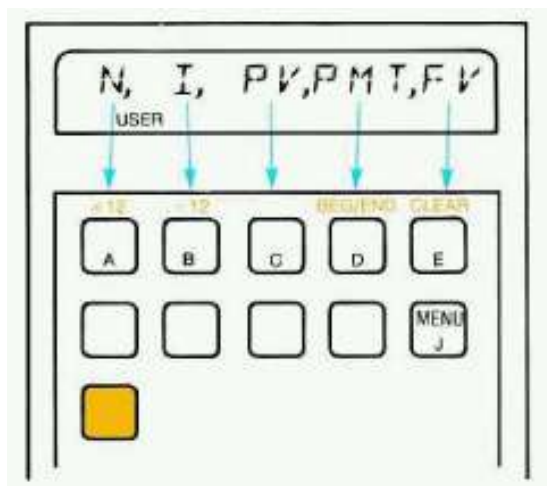 N, I, PV,PMT,FV
USER
×12 ÷12 BEG/END CLEAR
A B C D E
MENU
J